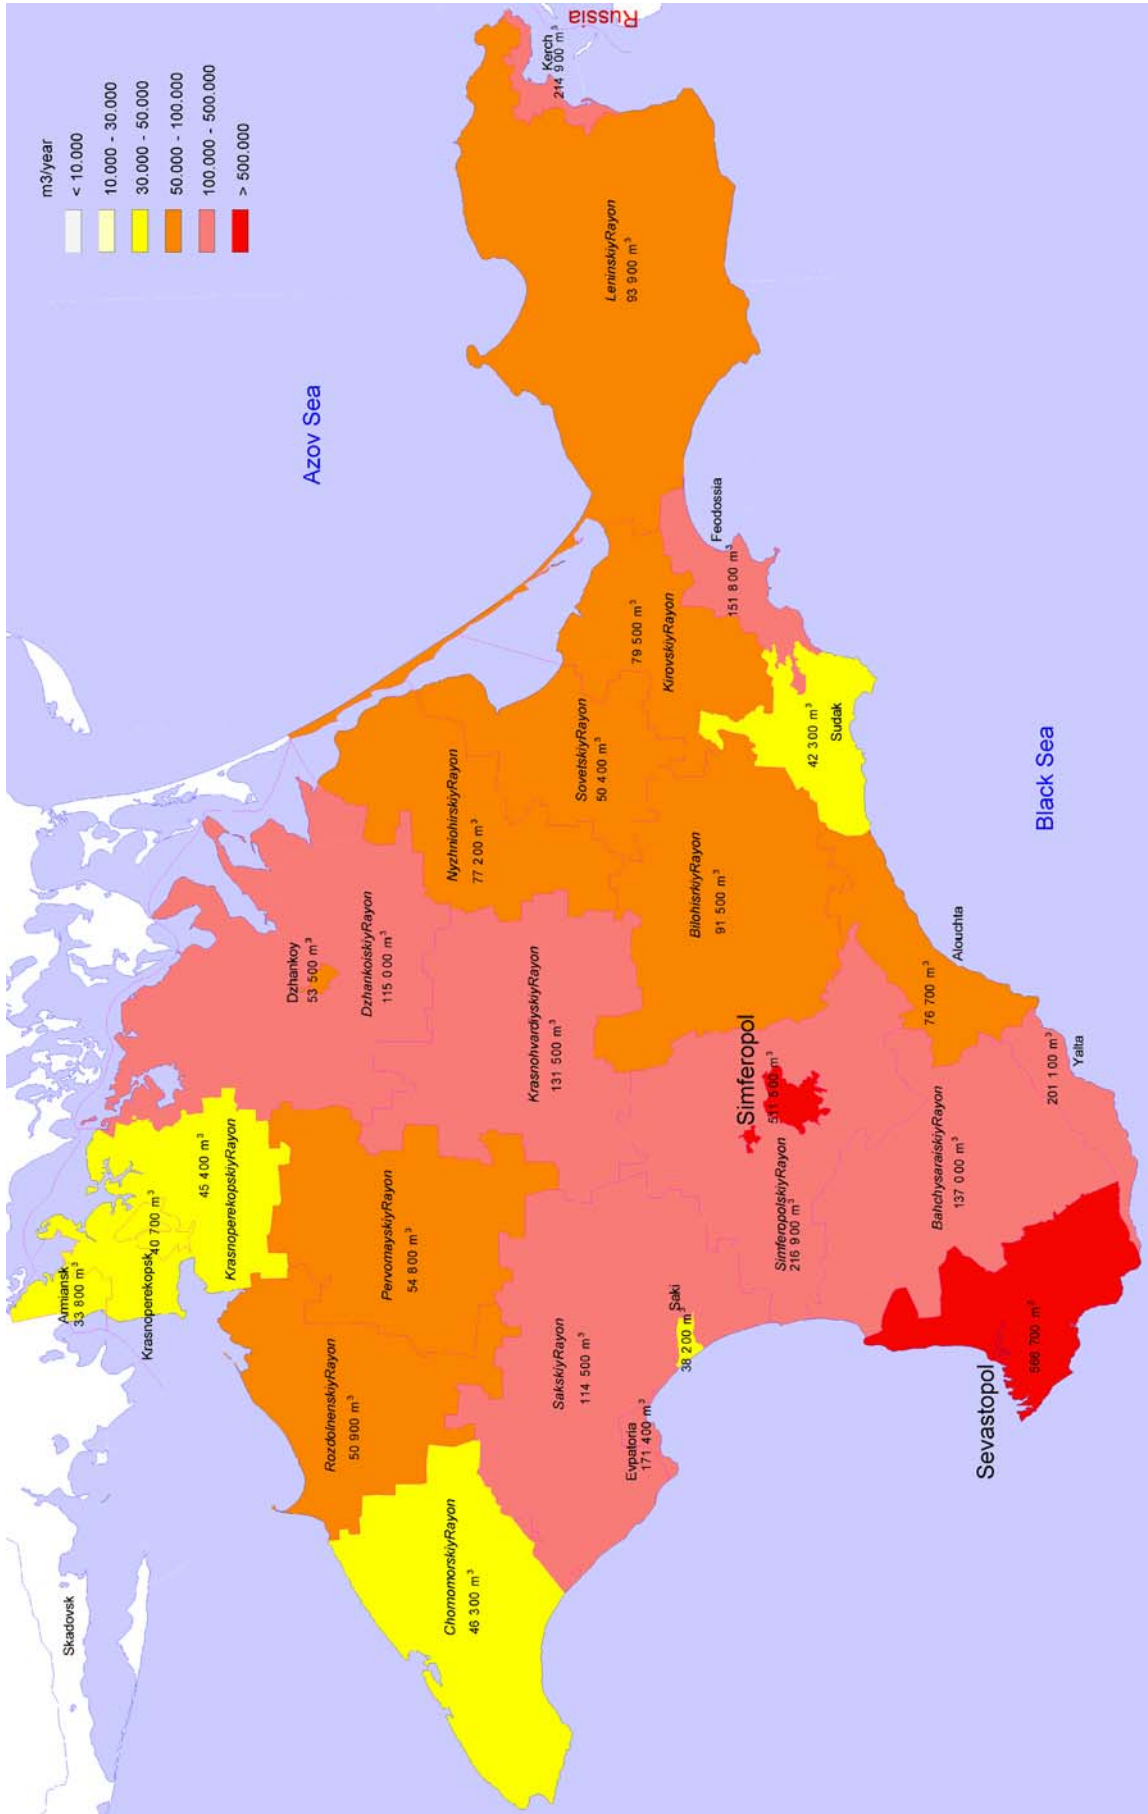 m3/year
< 10.000
10.000 - 30.000
30.000 - 50.000
50.000 - 100.000
100.000 - 500.000
> 500.000
Skadovsk
Armiansk
33 800 m³
Krasnoperekopsk
40 700 m³
45 400 m³
KrasnoperekopskiyRayon
Dzhankoy
53 500 m³
DzhankoiskiyRayon
115 000 m³
Azov Sea
Russia
Kerch
214 900 m³
RozdolnenskiyRayon
50 900 m³
PervomayskiyRayon
54 800 m³
NyzhniohirskiyRayon
77 200 m³
ChornomorskiyRayon
46 300 m³
KrasnohvardiyskiyRayon
131 500 m³
SovetskiyRayon
50 400 m³
LeninskiyRayon
93 900 m³
SakskiyRayon
114 500 m³
79 500 m³
KirovskiyRayon
Evpatoria
171 400 m³
Saki
38 200 m³
BilohisrkiyRayon
91 500 m³
Feodossia
151 800 m³
Simferopol
511 500 m³
SimferopolskiyRayon
216 900 m³
42 300 m³
Sudak
BahchysaraiskiyRayon
137 000 m³
76 700 m³
Alouchta
Sevastopol
566 700 m³
201 100 m³
Yalta
Black Sea